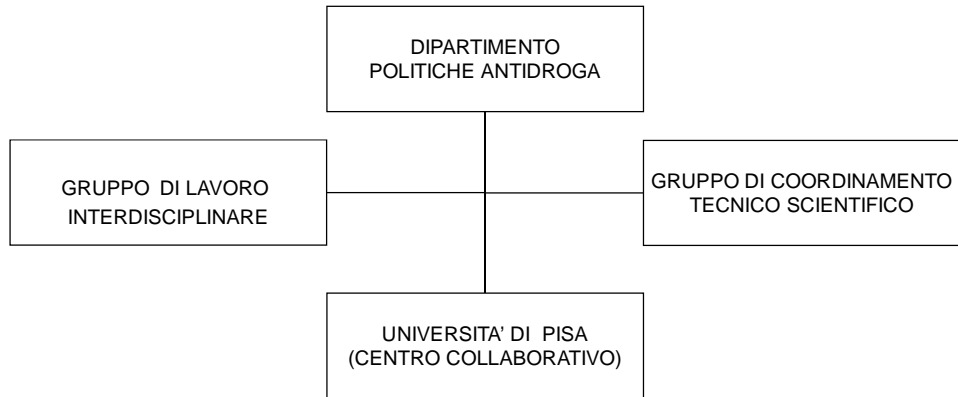 DIPARTIMENTO
POLITICHE ANTIDROGA
GRUPPO DI LAVORO
INTERDISCIPLINARE
GRUPPO DI COORDINAMENTO
TECNICO SCIENTIFICO
UNIVERSITA’ DI PISA
(CENTRO COLLABORATIVO)